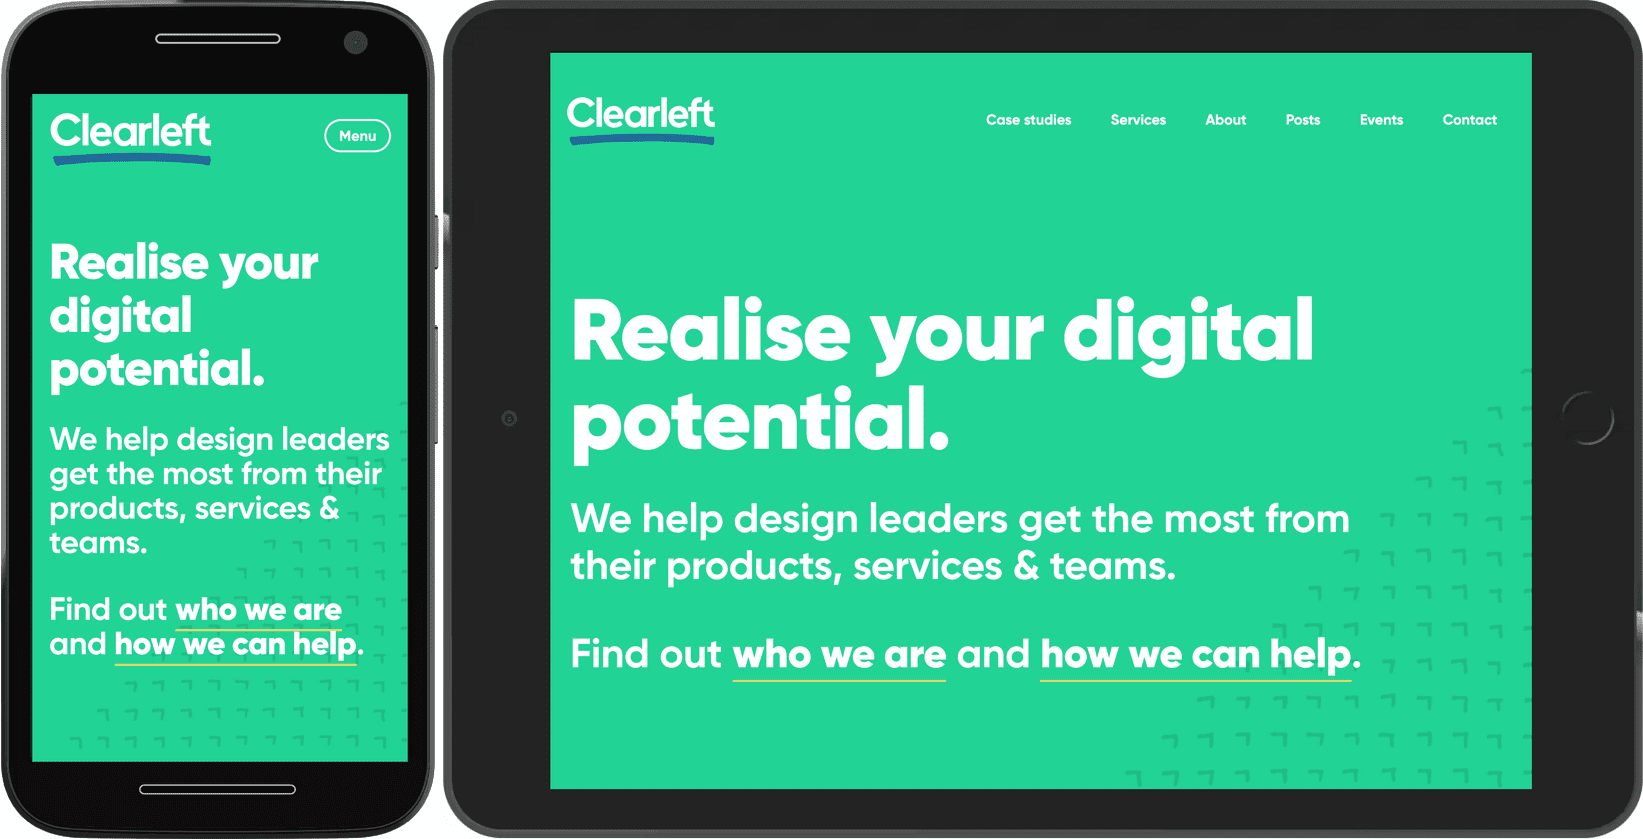 Clearleft
Menu
Realise your
digital
potential.
We help design leaders
get the most from their
products, services &
teams.
Find out who we are
and how we can help.
Clearleft
Case studies Services About Posts Events Contact
Realise your digital
potential.
We help design leaders get the most from
their products, services & teams.
Find out who we are and how we can help.